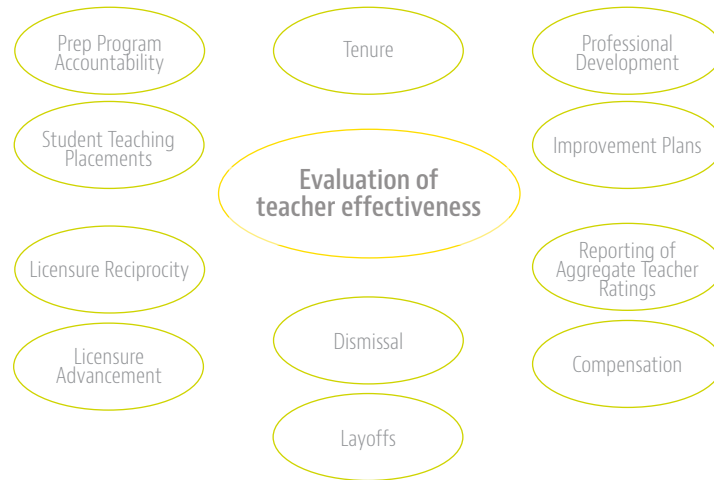 Prep Program
Accountability
Tenure
Professional
Development
Student Teaching
Placements
Improvement Plans
Evaluation of
teacher effectiveness
Licensure Reciprocity
Reporting of
Aggregate Teacher
Ratings
Dismissal
Licensure
Advancement
Compensation
Layoffs